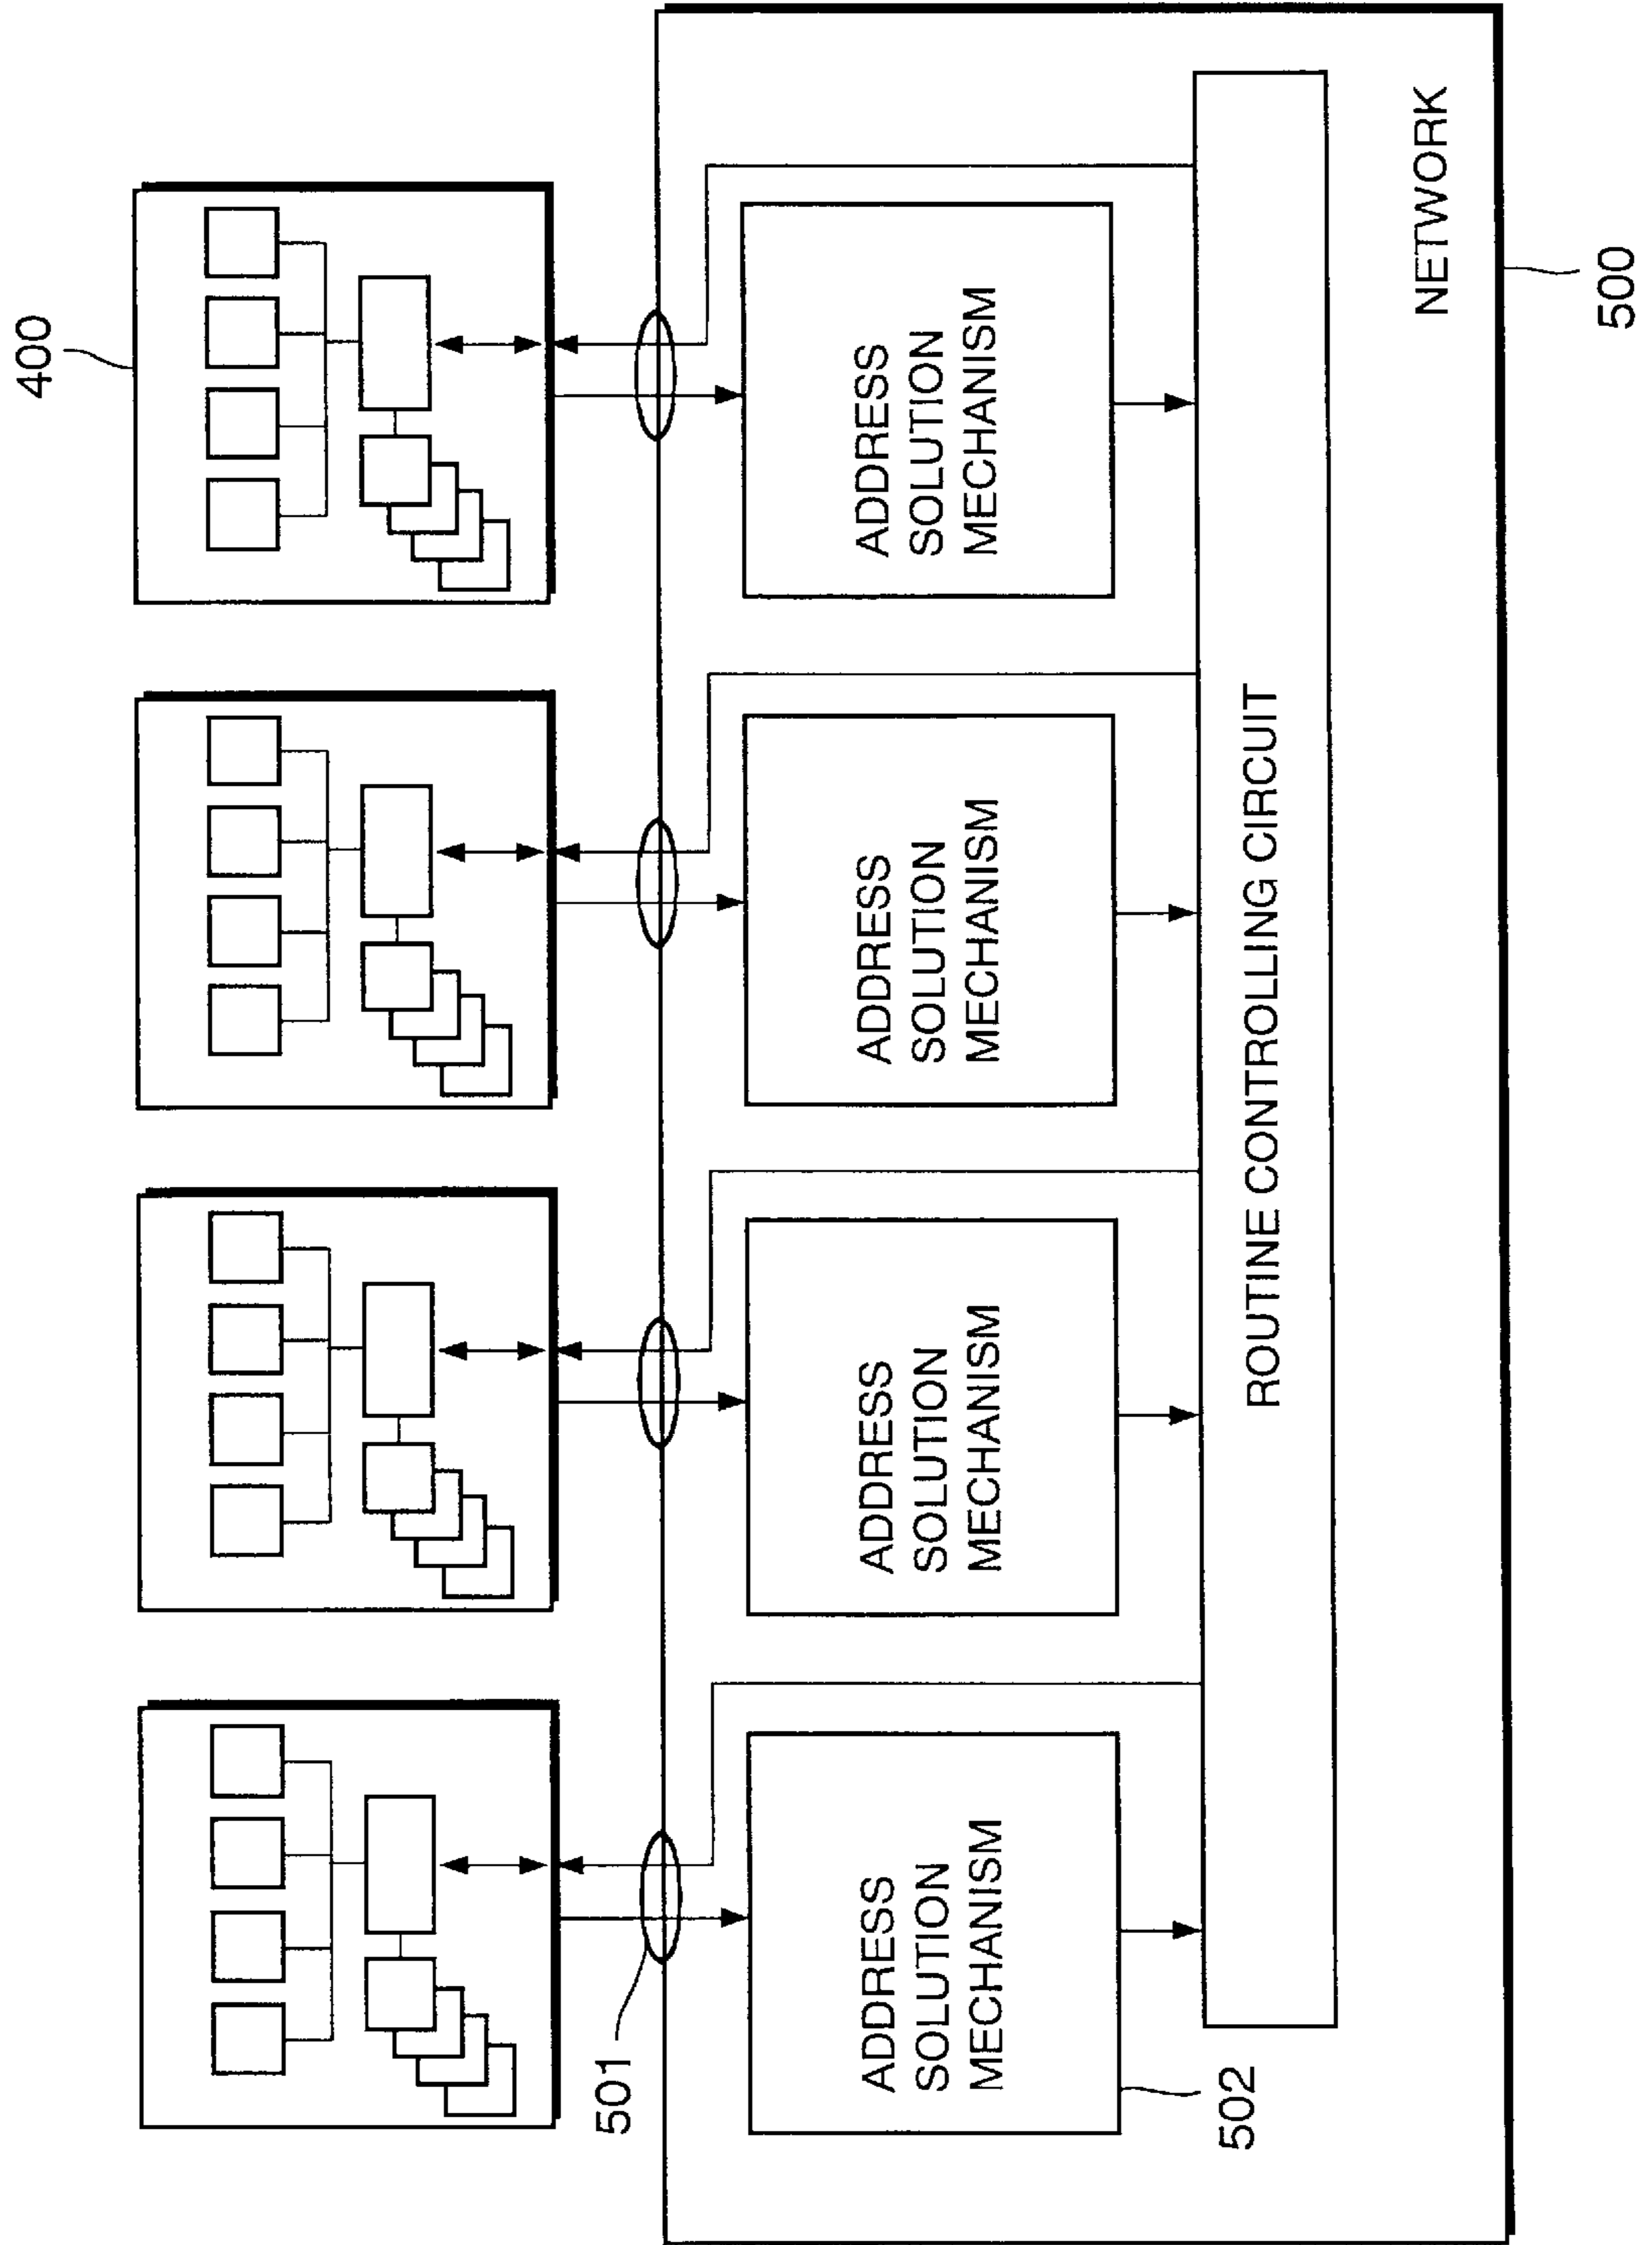 400
501
ADDRESS
SOLUTION
MECHANISM
ADDRESS
SOLUTION
MECHANISM
ADDRESS
SOLUTION
MECHANISM
ADDRESS
SOLUTION
MECHANISM
502
ROUTINE CONTROLLING CIRCUIT
NETWORK
500